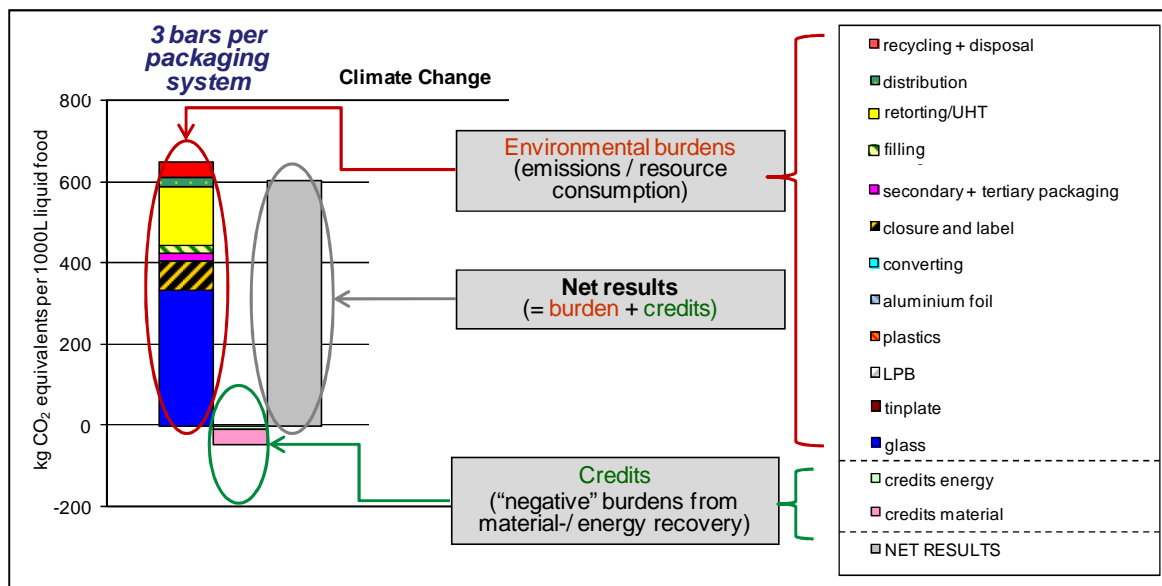 3 bars per
packaging
system
Climate Change
kg CO₂ equivalents per 1000L liquid food
800
600
400
200
0
-200
Environmental burdens
(emissions / resource
consumption)
Net results
(= burden + credits)
Credits
(“negative” burdens from
material-/ energy recovery)
recycling + disposal
distribution
retorting/UHT
filling
secondary + tertiary packaging
closure and label
converting
aluminium foil
plastics
LPB
tinplate
glass
credits energy
credits material
NET RESULTS